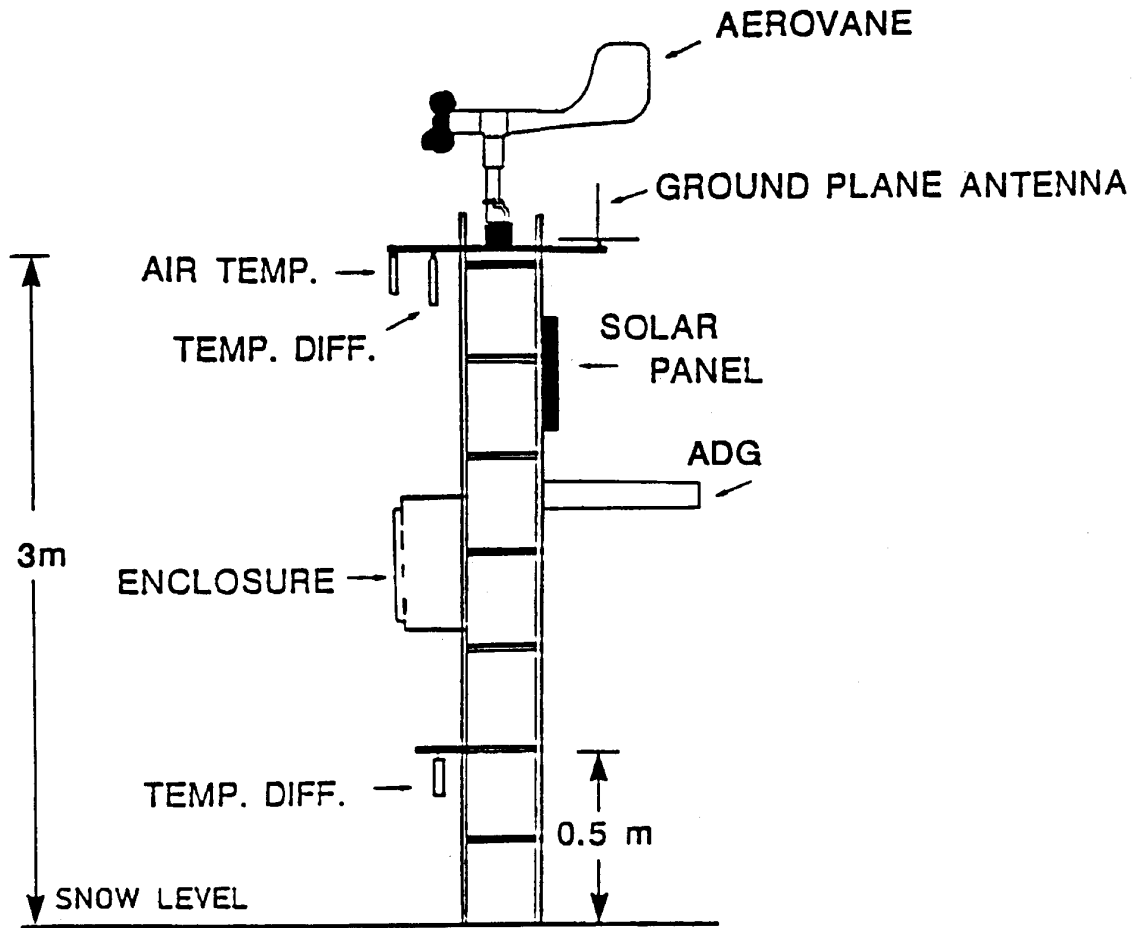 AEROVANE
GROUND PLANE ANTENNA
AIR TEMP.
TEMP. DIFF.
SOLAR
PANEL
ADG
3m
ENCLOSURE
TEMP. DIFF.
0.5 m
SNOW LEVEL